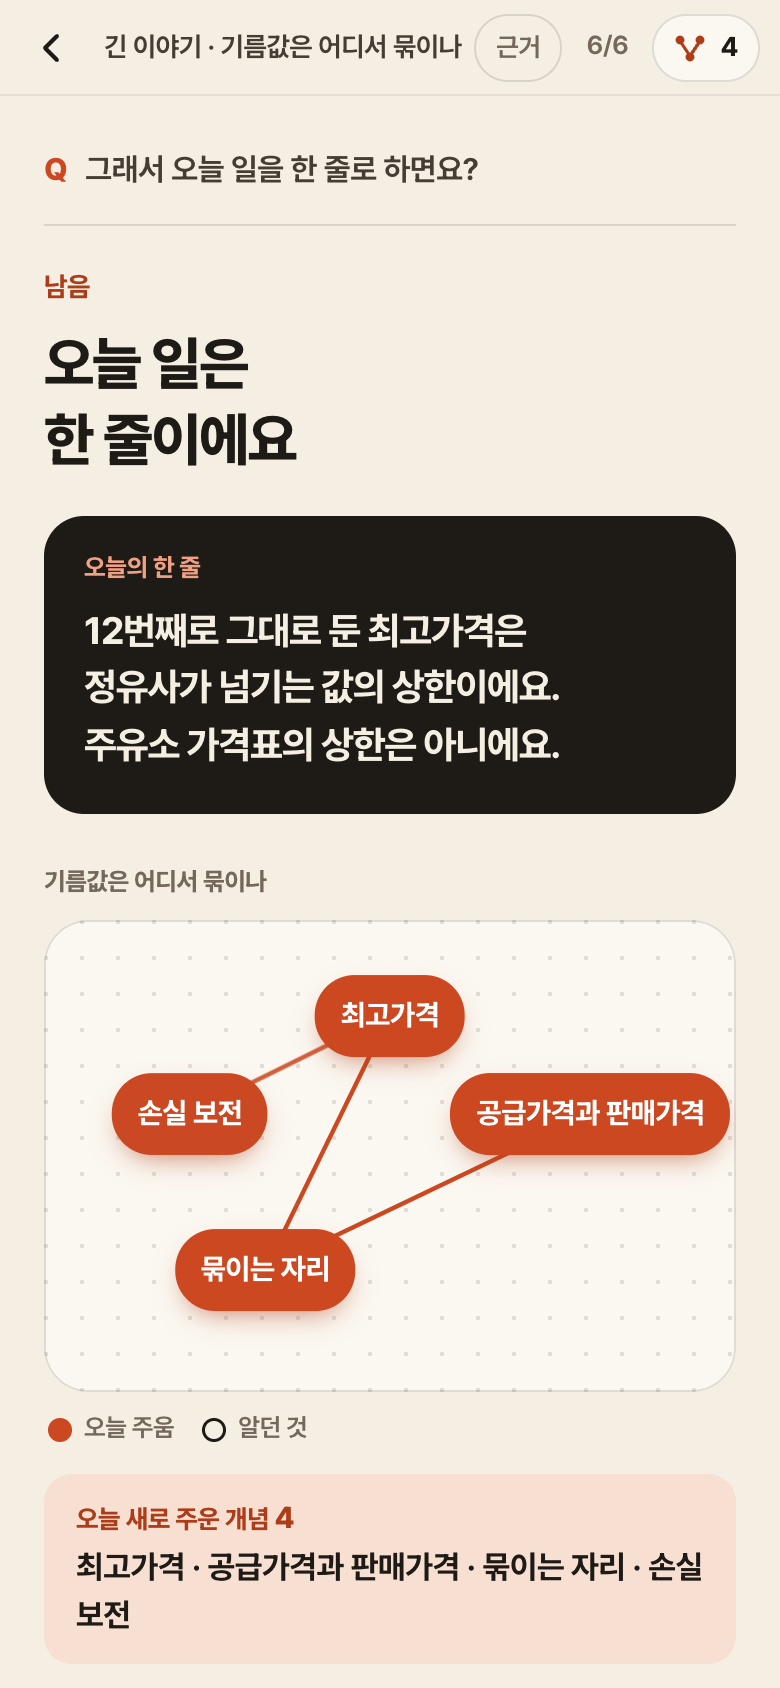 긴 이야기 · 기름값은 어디서 묶이나 근거 6/6 4
Q 그래서 오늘 일을 한 줄로 하면요?
남음
오늘 일은
한 줄이에요
오늘의 한 줄
12번째로 그대로 둔 최고가격은
정유사가 넘기는 값의 상한이에요.
주유소 가격표의 상한은 아니에요.
기름값은 어디서 묶이나
최고가격
손실 보전
공급가격과 판매가격
묶이는 자리
오늘 주움 알던 것
오늘 새로 주운 개념 4
최고가격 · 공급가격과 판매가격 · 묶이는 자리 · 손실
보전